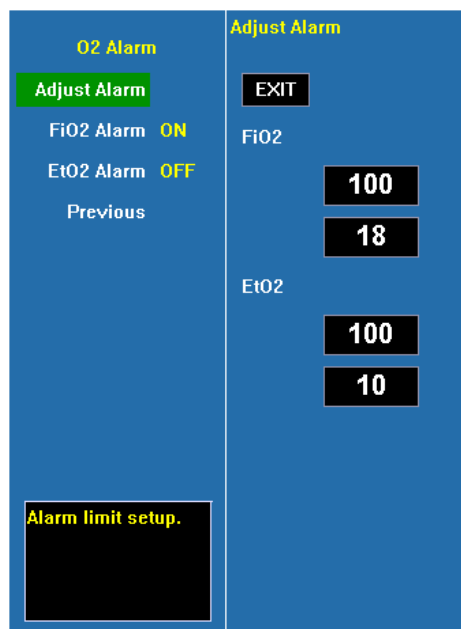 O2 Alarm
Adjust Alarm
FiO2 Alarm ON
EtO2 Alarm OFF
Previous
Alarm limit setup.
Adjust Alarm
EXIT
FiO2
100
18
EtO2
100
10